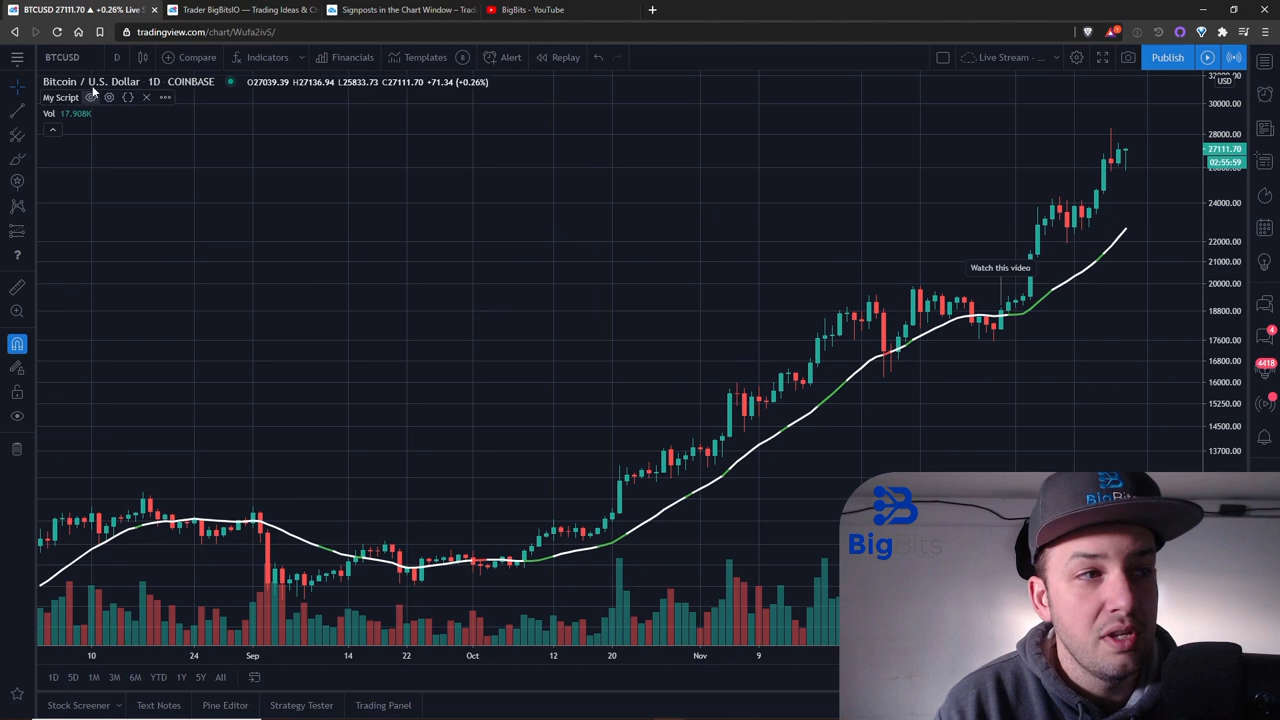 BTCUSD 27111.70 ▲ +0.26% Live S
Trader BigBitsIO — Trading Ideas & C
Signposts in the Chart Window — Trad
BigBits - YouTube
tradingview.com/chart/Wufa2ivS/
BTCUSD D Compare Indicators Financials Templates Alert Replay Live Stream - ... Publish
Bitcoin / U.S. Dollar 1D COINBASE O27039.39 H27136.94 L25833.73 C27111.70 +71.34 (+0.26%)
My Script
Vol 17.908K
32000.00
USD
30000.00
28000.00
27111.70
02:55:59
24000.00
22000.00
21000.00
20000.00
18800.00
17600.00
16800.00
16000.00
15250.00
14500.00
13700.00
Watch this video
4
4418
BigBits
BigBits
10 24 Sep 14 22 Oct 12 20 Nov 9
1D 5D 1M 3M 6M YTD 1Y 5Y All
Stock Screener Text Notes Pine Editor Strategy Tester Trading Panel